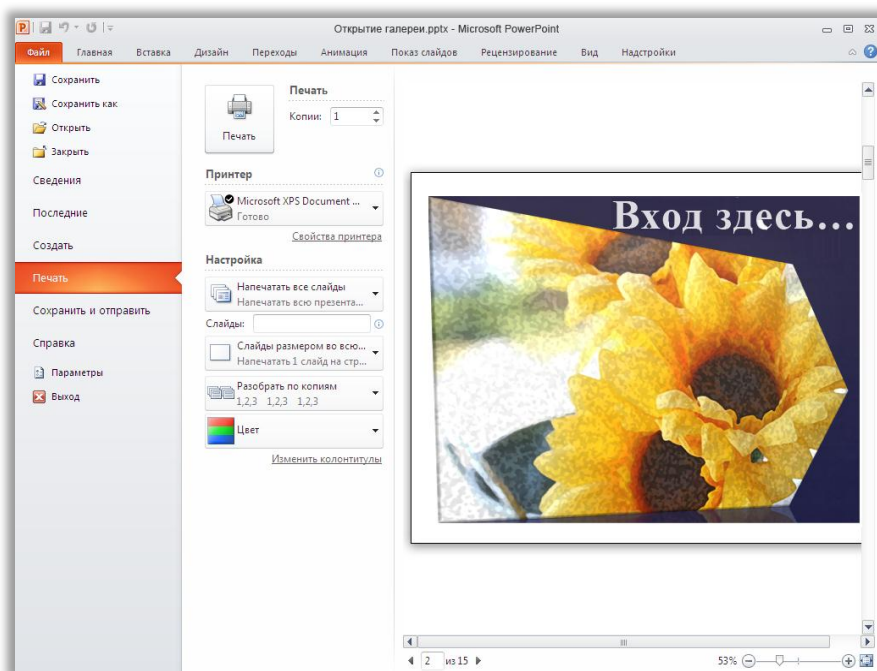 Открытие галереи.pptx - Microsoft PowerPoint
Файл Главная Вставка Дизайн Переходы Анимация Показ слайдов Рецензирование Вид Надстройки
Сохранить
Сохранить как
Открыть
Закрыть
Сведения
Последние
Создать
Печать
Сохранить и отправить
Справка
Параметры
Выход
Печать
Печать
Копии: 1
Принтер
Microsoft XPS Document ...
Готово
Свойства принтера
Настройка
Напечатать все слайды
Напечатать всю презента...
Слайды:
Слайды размером во всю...
Напечатать 1 слайд на стр...
Разобрать по копиям
1,2,3 1,2,3 1,2,3
Цвет
Изменить колонтитулы
Вход здесь...
2 из 15
53%